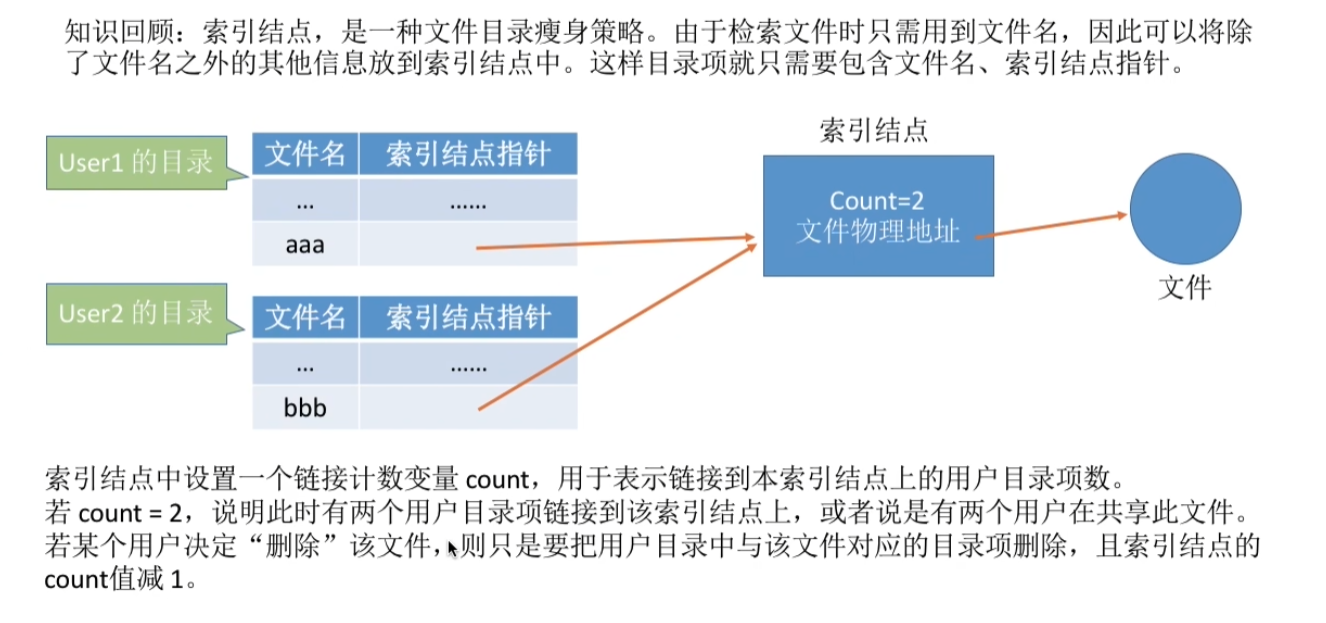 知识回顾：索引结点，是一种文件目录瘦身策略。由于检索文件时只需用到文件名，因此可以将除
了文件名之外的其他信息放到索引结点中。这样目录项就只需要包含文件名、索引结点指针。
索引结点
User1 的目录
文件名 索引结点指针
... ......
aaa
Count=2
文件物理地址
文件
User2 的目录
文件名 索引结点指针
... ......
bbb
索引结点中设置一个链接计数变量 count，用于表示链接到本索引结点上的用户目录项数。
若 count = 2，说明此时有两个用户目录项链接到该索引结点上，或者说是有两个用户在共享此文件。
若某个用户决定“删除”该文件，则只是要把用户目录中与该文件对应的目录项删除，且索引结点的
count值减 1。